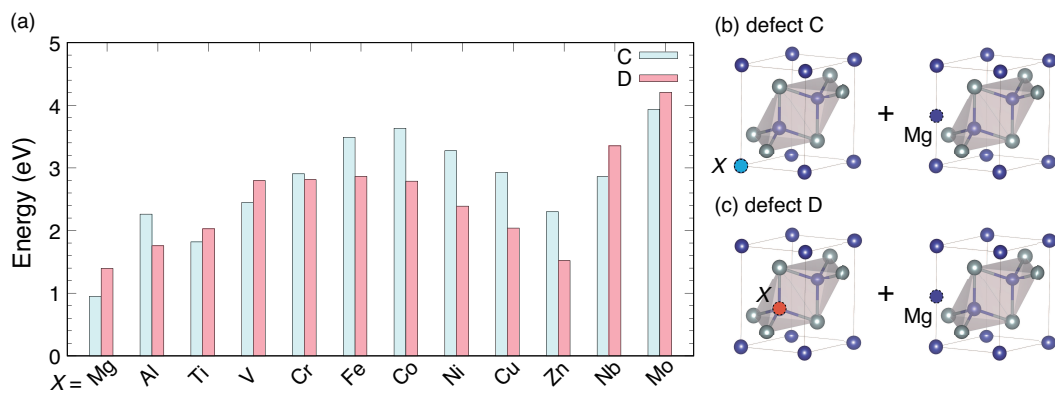 (a)
5
4
3
2
1
0
Energy (eV)
C
D
X = Mg Al Ti V Cr Fe Co Ni Cu Zn Nb Mo
(b) defect C
X
+
Mg
(c) defect D
X
+
Mg